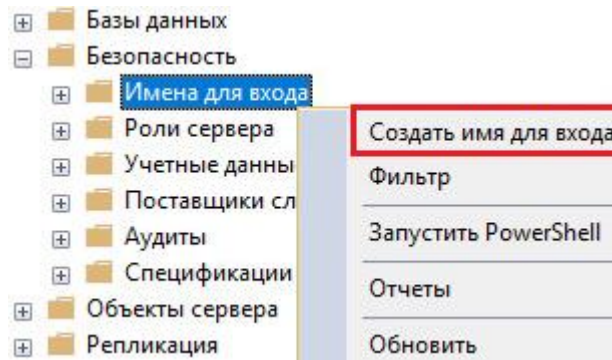 Базы данных
Безопасность
Имена для входа
Роли сервера
Учетные данны
Поставщики сл
Аудиты
Спецификации
Объекты сервера
Репликация
Создать имя для входа
Фильтр
Запустить PowerShell
Отчеты
Обновить